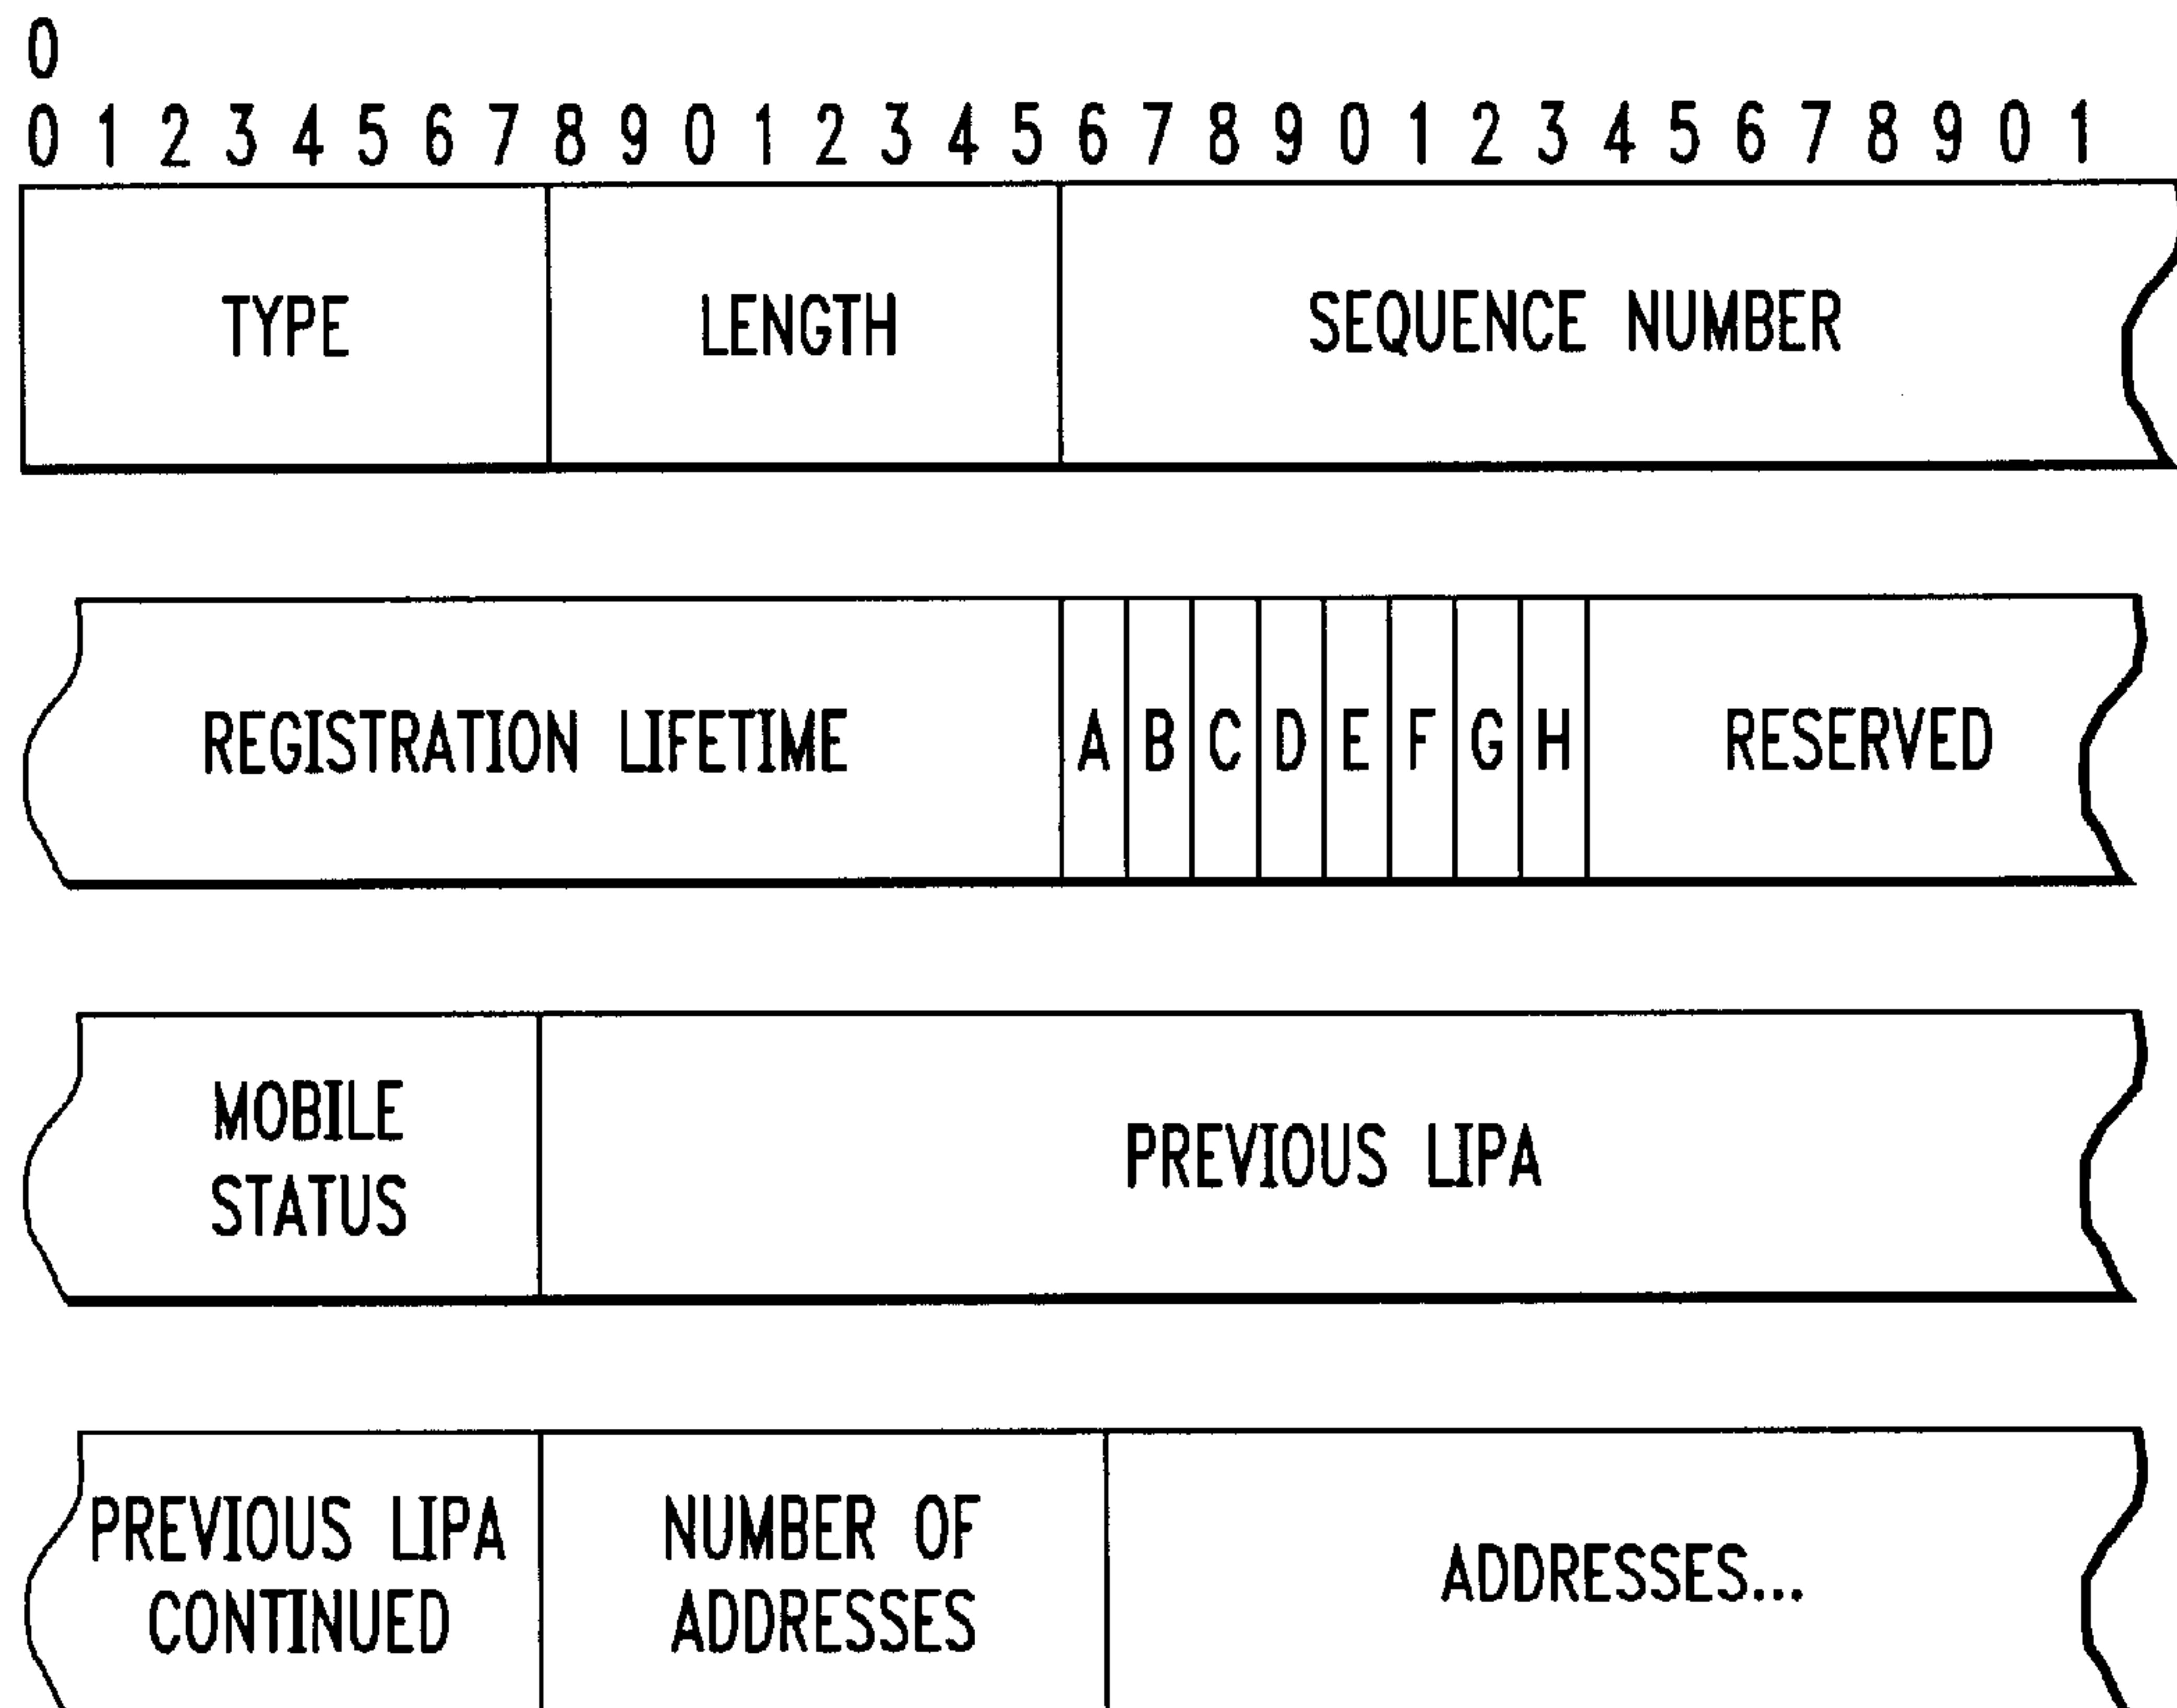 0
0 1 2 3 4 5 6 7 8 9 0 1 2 3 4 5 6 7 8 9 0 1 2 3 4 5 6 7 8 9 0 1
TYPE LENGTH SEQUENCE NUMBER
REGISTRATION LIFETIME A B C D E F G H RESERVED
MOBILE
STATUS
PREVIOUS LIPA
PREVIOUS LIPA
CONTINUED
NUMBER OF
ADDRESSES
ADDRESSES...